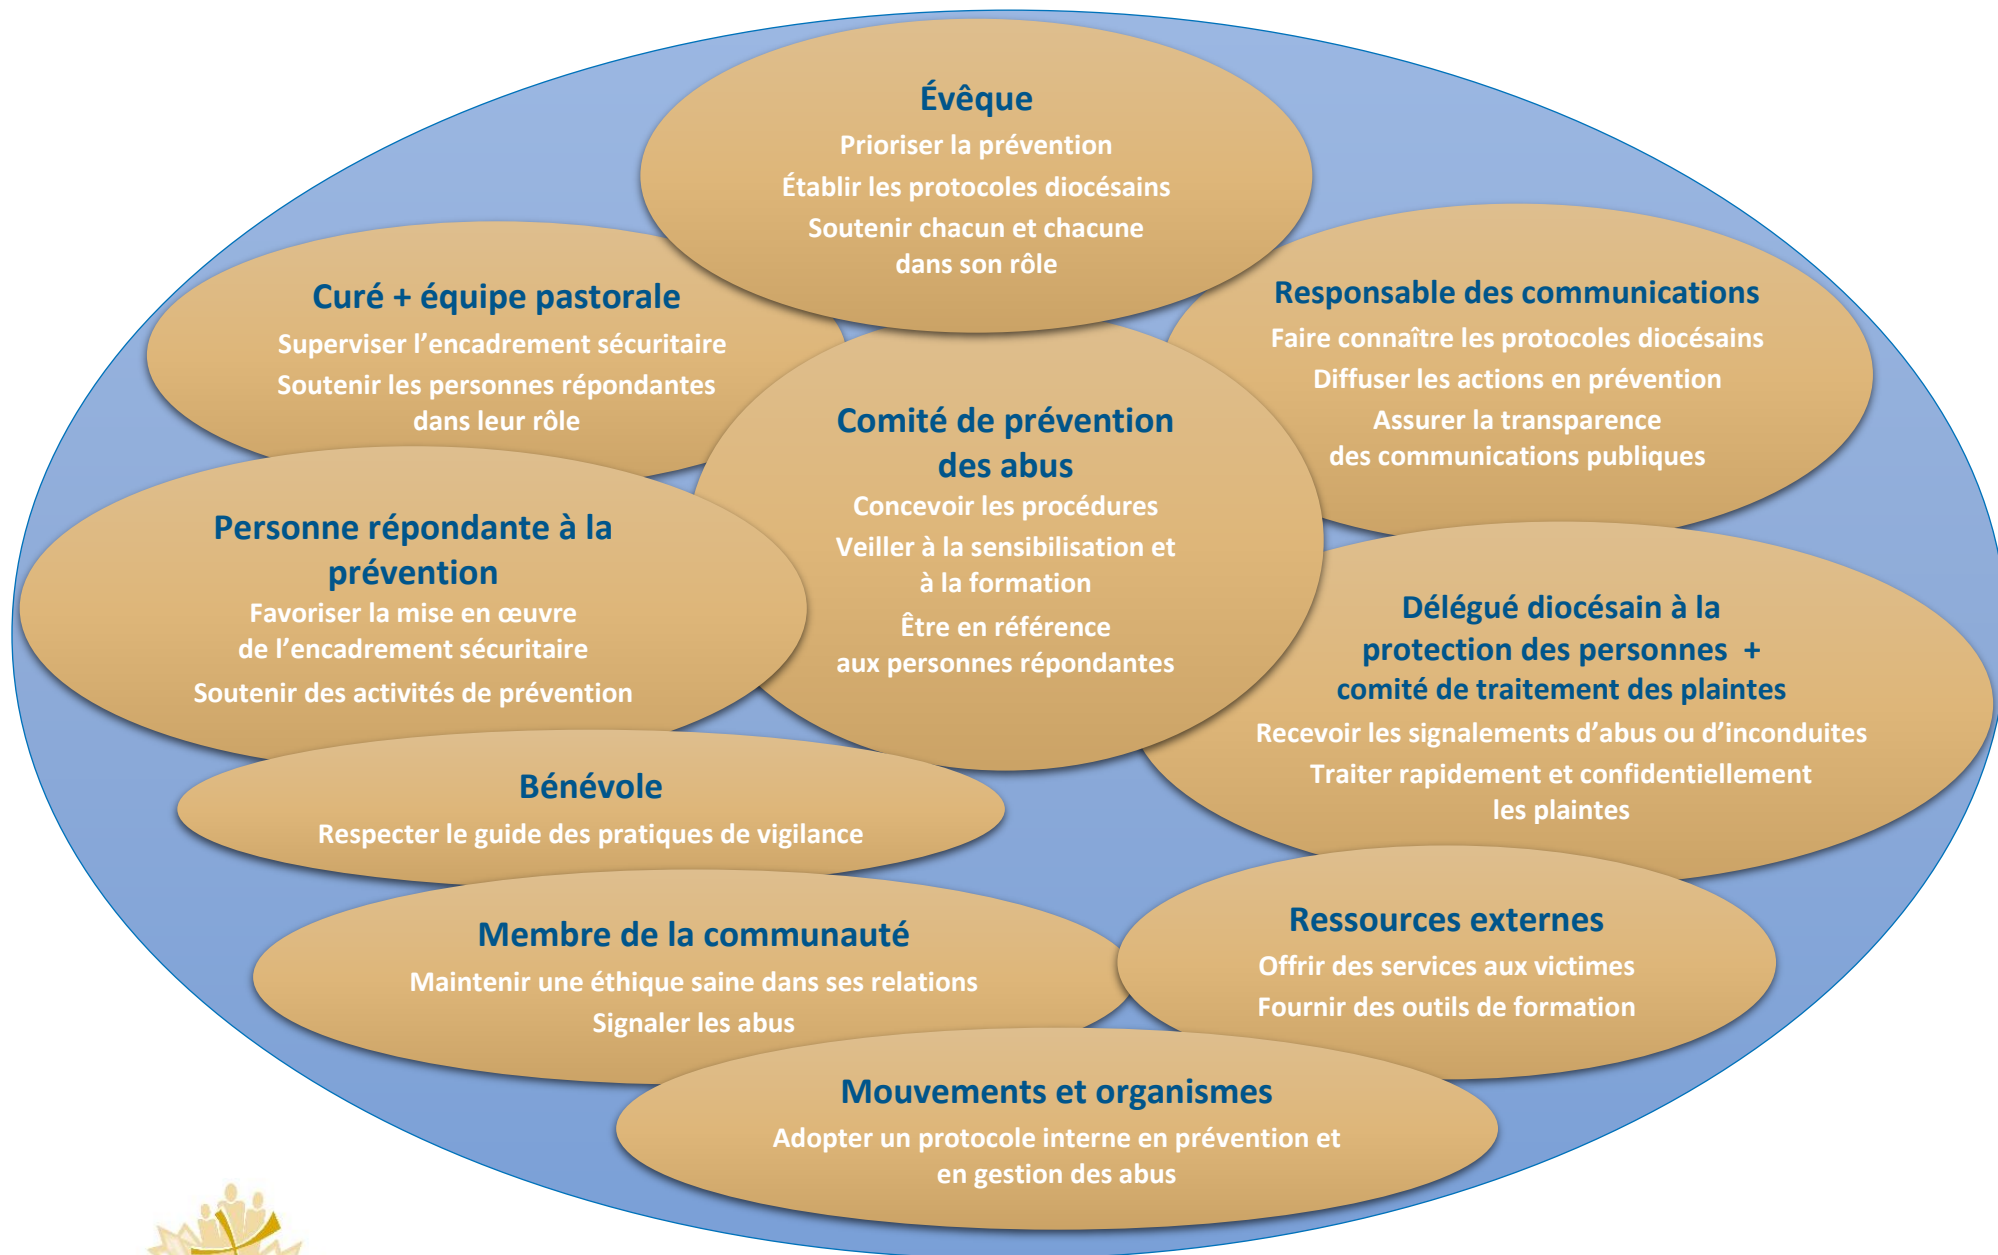 Évêque
Prioriser la prévention
Établir les protocoles diocésains
Soutenir chacun et chacune
dans son rôle
Curé + équipe pastorale
Superviser l’encadrement sécuritaire
Soutenir les personnes répondantes
dans leur rôle
Responsable des communications
Faire connaître les protocoles diocésains
Diffuser les actions en prévention
Assurer la transparence
des communications publiques
Comité de prévention
des abus
Concevoir les procédures
Veiller à la sensibilisation et
à la formation
Être en référence
aux personnes répondantes
Personne répondante à la
prévention
Favoriser la mise en œuvre
de l’encadrement sécuritaire
Soutenir des activités de prévention
Délégué diocésain à la
protection des personnes +
comité de traitement des plaintes
Recevoir les signalements d’abus ou d’inconduites
Traiter rapidement et confidentiellement
les plaintes
Bénévole
Respecter le guide des pratiques de vigilance
Membre de la communauté
Maintenir une éthique saine dans ses relations
Signaler les abus
Ressources externes
Offrir des services aux victimes
Fournir des outils de formation
Mouvements et organismes
Adopter un protocole interne en prévention et
en gestion des abus